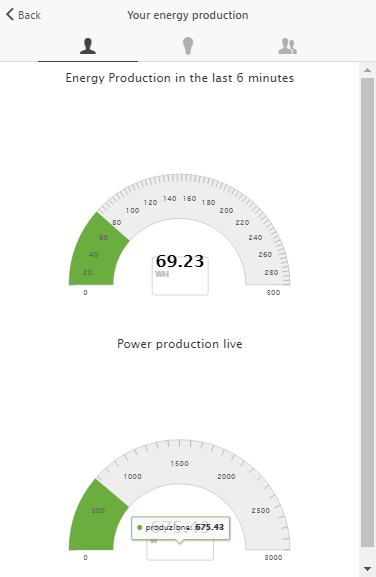 Back
Your energy production
Energy Production in the last 6 minutes
0 20 40 60 80 100 120 140 160 180 200 220 240 260 280 300
69.23
WH
Power production live
0 500 1000 1500 2000 2500 3000
675.43
W
produzione: 675.43